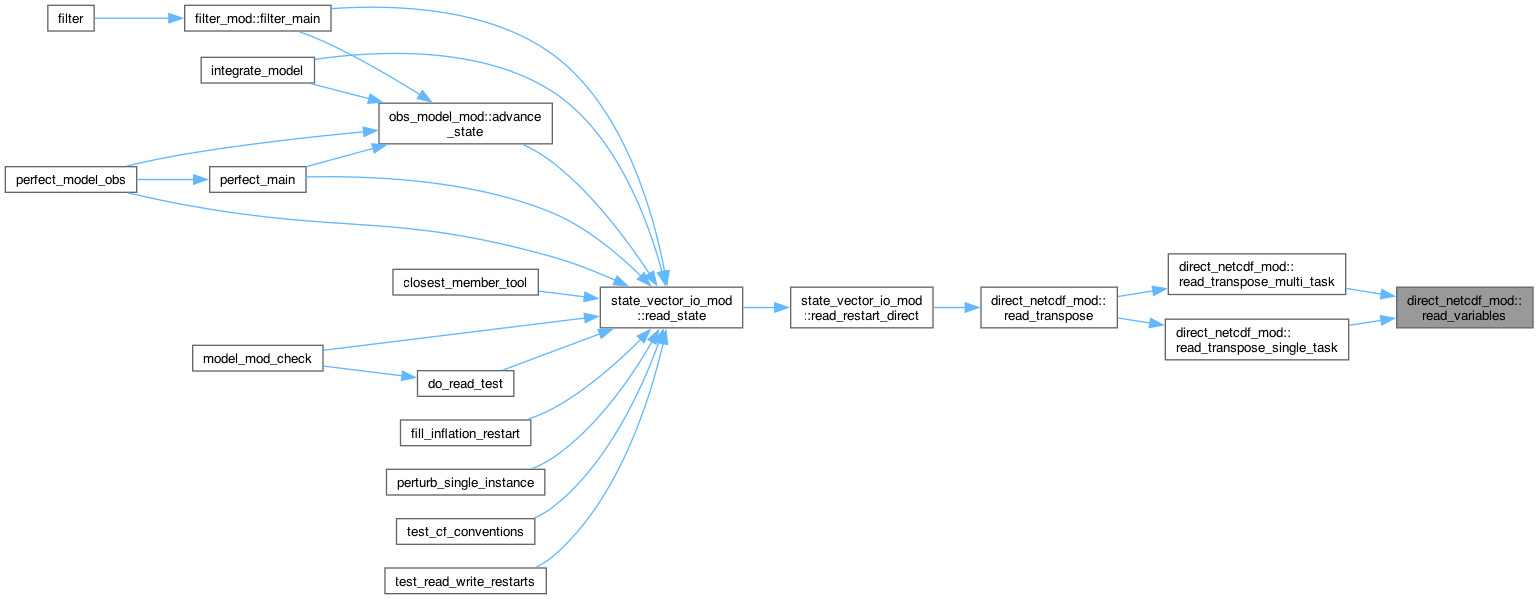 filter
filter_mod::filter_main
integrate_model
obs_model_mod::advance
_state
perfect_model_obs
perfect_main
closest_member_tool
state_vector_io_mod
::read_state
state_vector_io_mod
::read_restart_direct
direct_netcdf_mod::
read_transpose
direct_netcdf_mod::
read_transpose_multi_task
direct_netcdf_mod::
read_transpose_single_task
direct_netcdf_mod::
read_variables
model_mod_check
do_read_test
fill_inflation_restart
perturb_single_instance
test_cf_conventions
test_read_write_restarts